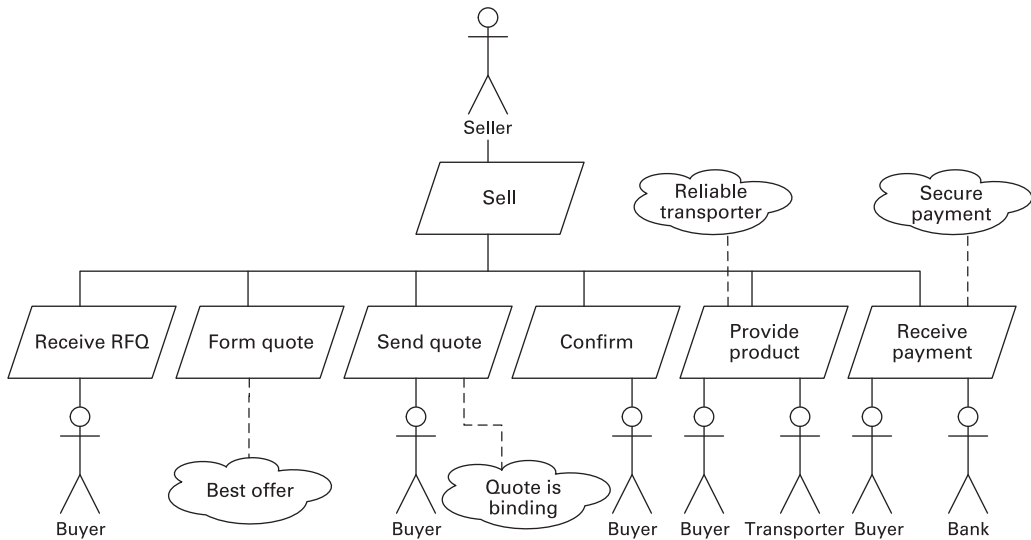 Seller
Sell
Reliable
transporter
Secure
payment
Receive RFQ
Form quote
Send quote
Confirm
Provide
product
Receive
payment
Best offer
Quote is
binding
Buyer
Buyer
Buyer
Buyer
Transporter
Buyer
Bank